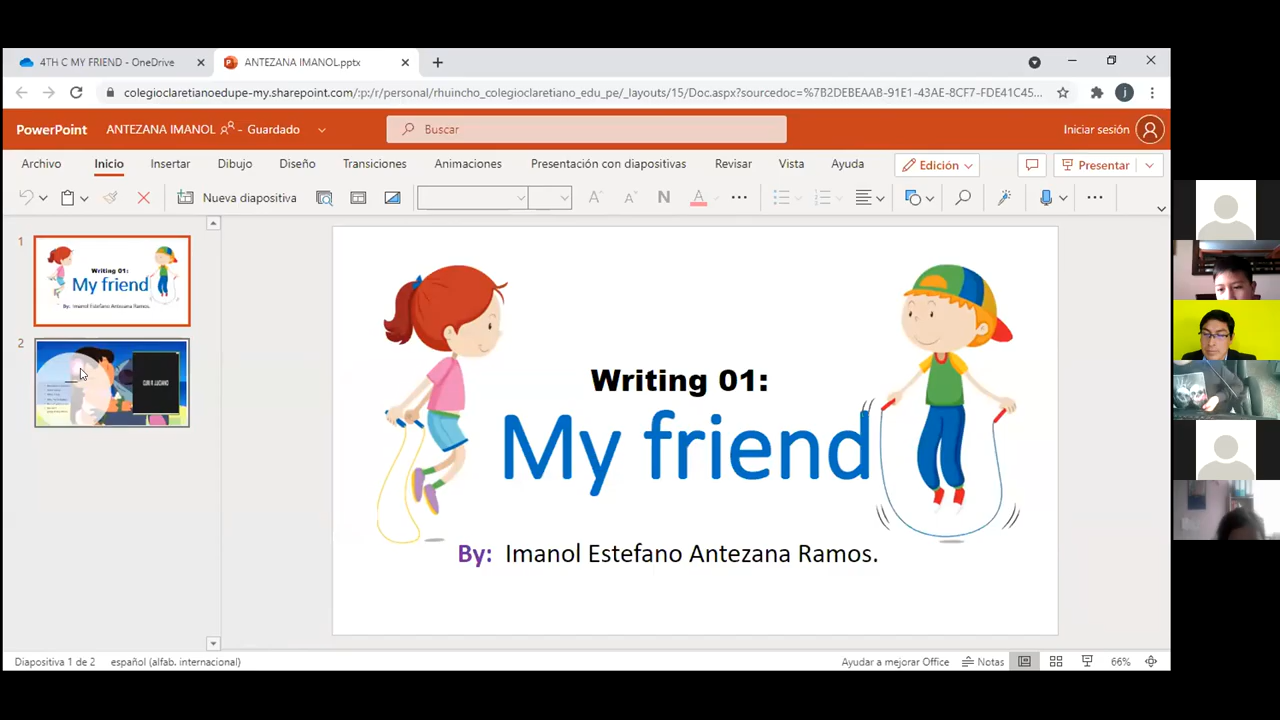 4TH C MY FRIEND - OneDrive
ANTEZANA IMANOL.pptx
colegioclaretianoedupe-my.sharepoint.com/:p:/r/personal/rhuincho_colegioclaretiano_edu_pe/_layouts/15/Doc.aspx?sourcedoc=%7B2DEBEAAB-91E1-43AE-8CF7-FDE41C45...
PowerPoint
ANTEZANA IMANOL - Guardado
Buscar
Iniciar sesión
Archivo
Inicio
Insertar
Dibujo
Diseño
Transiciones
Animaciones
Presentación con diapositivas
Revisar
Vista
Ayuda
Edición
Presentar
Nueva diapositiva
N
A
1
Writing 01:
My friend
By: Imanol Estefano Antezana Ramos.
2
Writing 01:
My friend
By: Imanol Estefano Antezana Ramos.
Diapositiva 1 de 2
español (alfab. internacional)
Ayudar a mejorar Office
Notas
66%